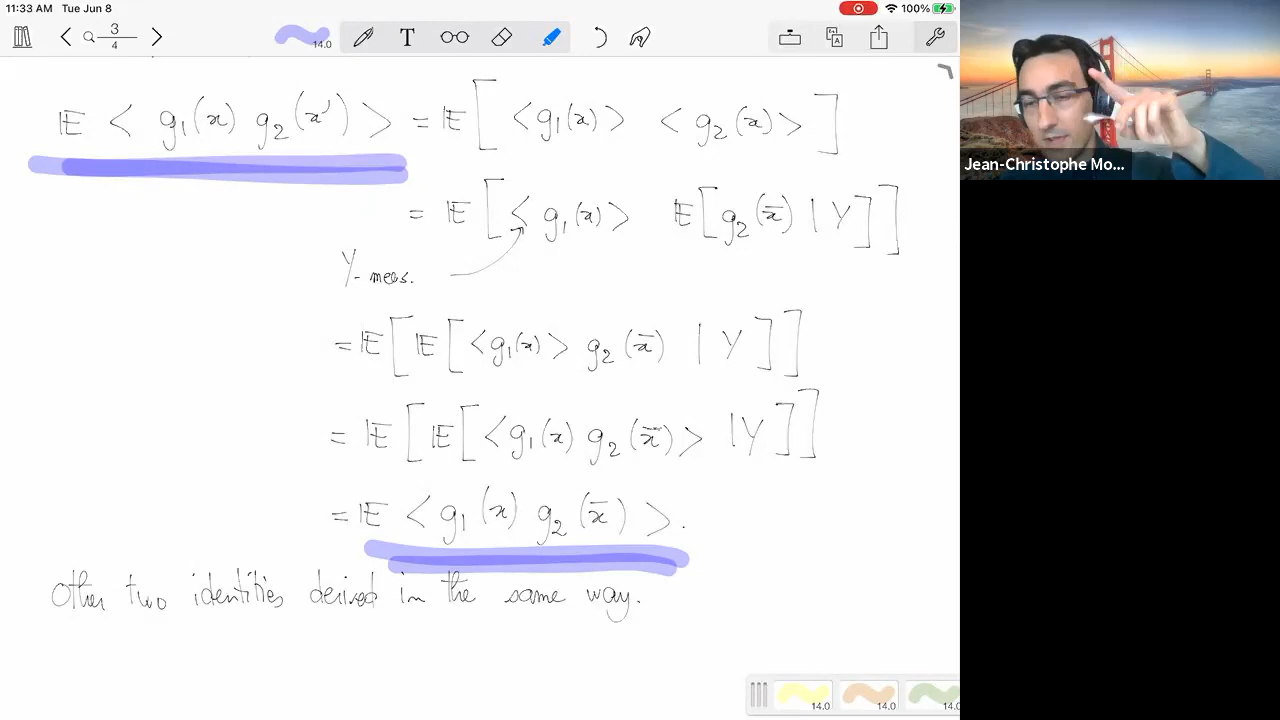 11:33 AM Tue Jun 8
100%
3
4
14.0
T
𝔼 < g₁(x) g₂(x') > = 𝔼 [ <g₁(x)> <g₂(x)> ]
= 𝔼 [ < g₁(x) > 𝔼[ g₂(x̄) | Y ] ]
Y-meas.
= 𝔼 [ 𝔼 [ <g₁(x)> g₂(x̄) | Y ] ]
= 𝔼 [ 𝔼 [ <g₁(x) g₂(x̄)> | Y ] ]
= 𝔼 < g₁(x) g₂(x̄) >.
Other two identities derived in the same way.
14.0 14.0 14.0
Jean-Christophe Mo...